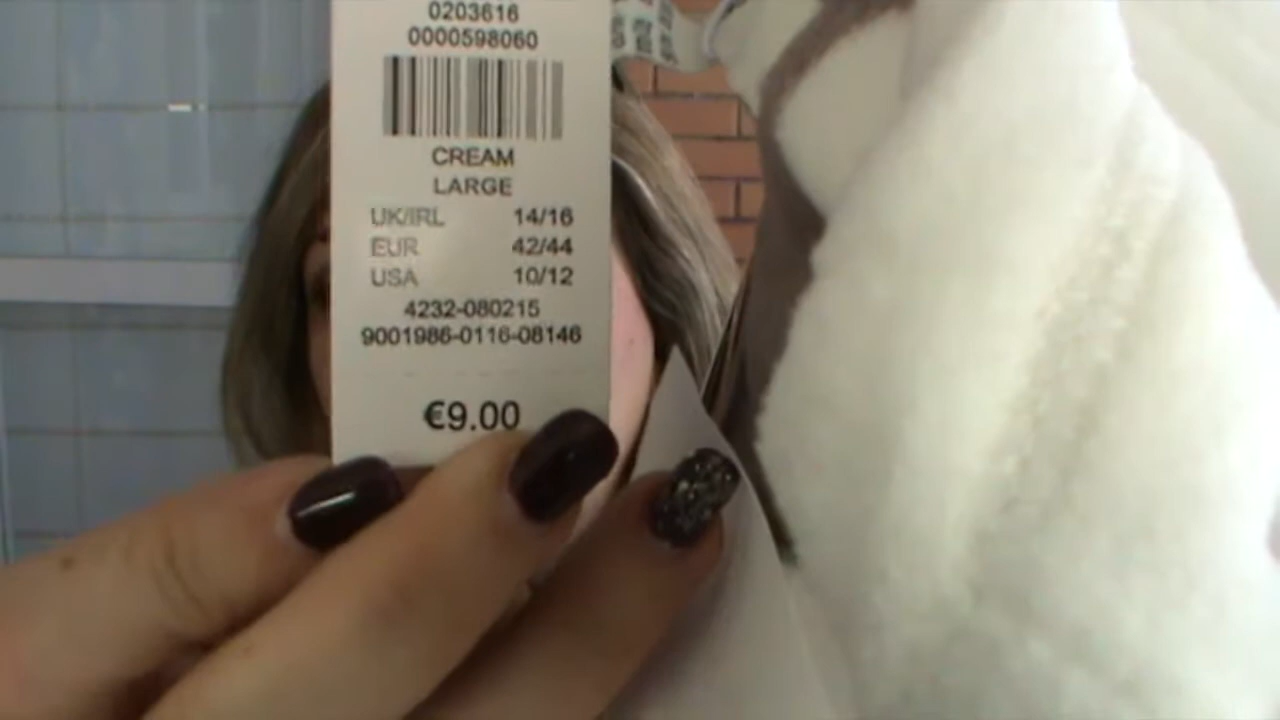 0203616
0000598060
CREAM
LARGE
UK/IRL 14/16
EUR 42/44
USA 10/12
4232-080215
9001986-0116-08146
€9.00